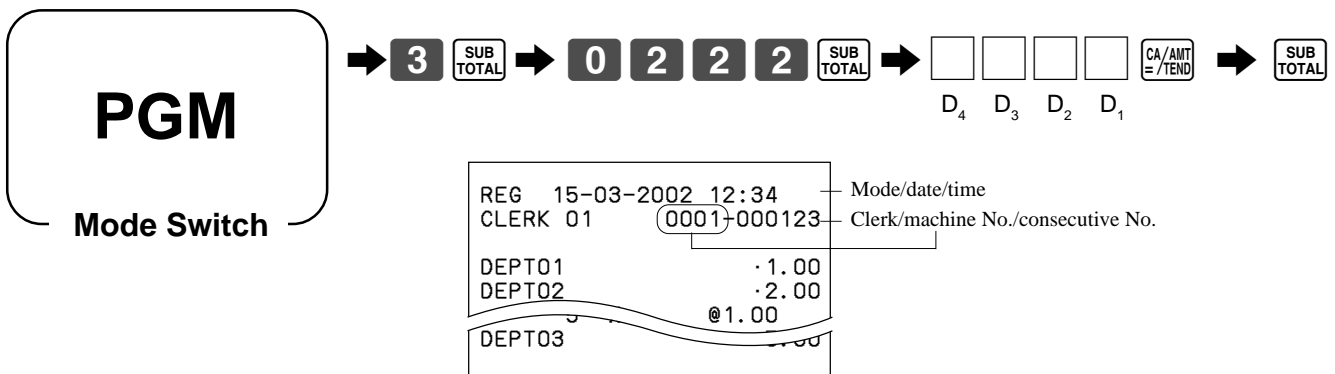 PGM
Mode Switch
3 SUB TOTAL 0 2 2 2 SUB TOTAL CA/AMT = /TEND SUB TOTAL
D4 D3 D2 D1
REG 15-03-2002 12:34 Mode/date/time
CLERK 01 0001-000123 Clerk/machine No./consecutive No.
DEPT01 ·1.00
DEPT02 ·2.00
@1.00
DEPT03